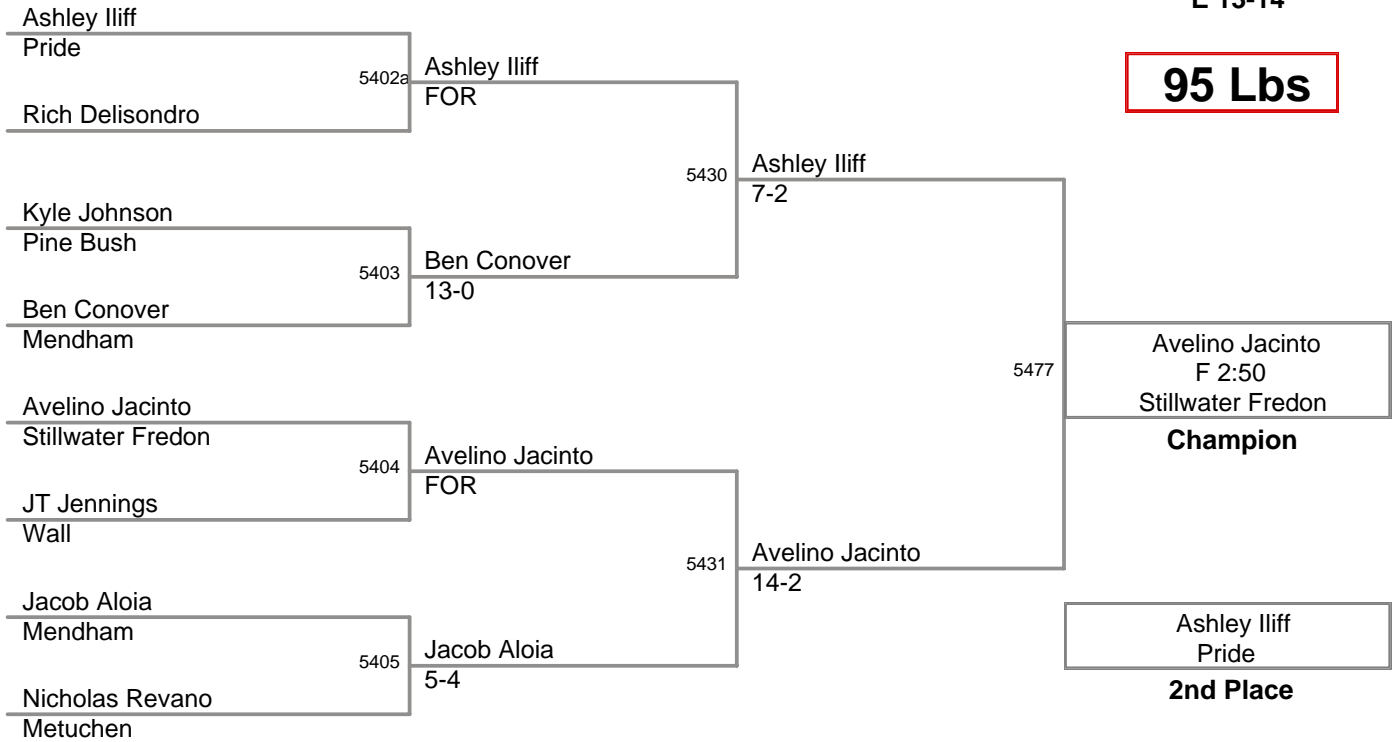 E 13-14
95 Lbs
Ashley Iliff
Pride
5402a
Rich Delisondro
Ashley Iliff
FOR
5430
Kyle Johnson
Pine Bush
5403
Ben Conover
Mendham
Ben Conover
13-0
Ashley Iliff
7-2
5477
Avelino Jacinto
Stillwater Fredon
5404
JT Jennings
Wall
Avelino Jacinto
FOR
5431
Jacob Aloia
Mendham
5405
Nicholas Revano
Metuchen
Jacob Aloia
5-4
Avelino Jacinto
14-2
Avelino Jacinto
F 2:50
Stillwater Fredon
Champion
Ashley Iliff
Pride
2nd Place